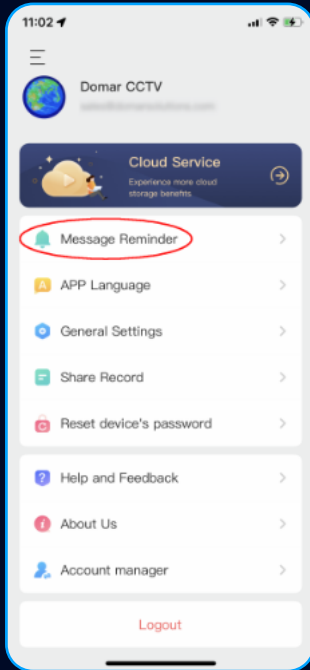 11:02
Domar CCTV
Cloud Service
Experience more cloud
storage benefits.
Message Reminder
APP Language
General Settings
Share Record
Reset device's password
Help and Feedback
About Us
Account manager
Logout